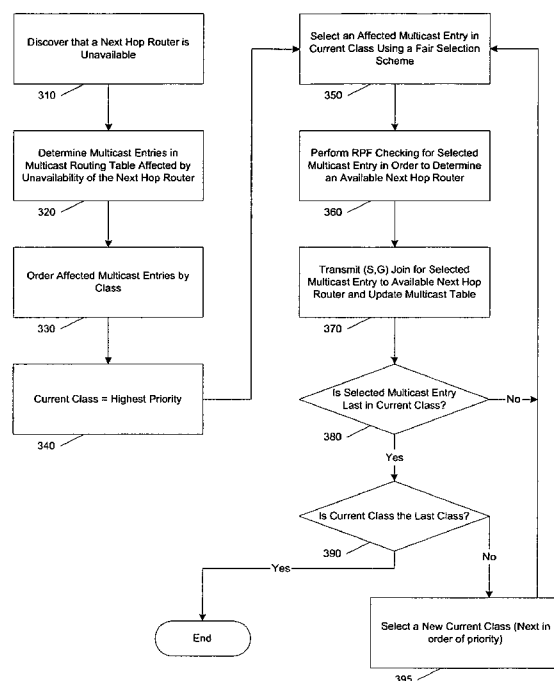 Discover that a Next Hop Router is
Unavailable
310
Determine Multicast Entries in
Multicast Routing Table Affected by
Unavailability of the Next Hop Router
320
Order Affected Multicast Entries by
Class
330
Current Class = Highest Priority
340
Select an Affected Multicast Entry in
Current Class Using a Fair Selection
Scheme
350
Perform RPF Checking for Selected
Multicast Entry in Order to Determine
an Available Next Hop Router
360
Transmit (S,G) Join for Selected
Multicast Entry to Available Next Hop
Router and Update Multicast Table
370
Is Selected Multicast Entry
Last in Current Class?
No
380
Yes
Is Current Class the Last Class?
390
Yes
No
End
Select a New Current Class (Next in
order of priority)
395